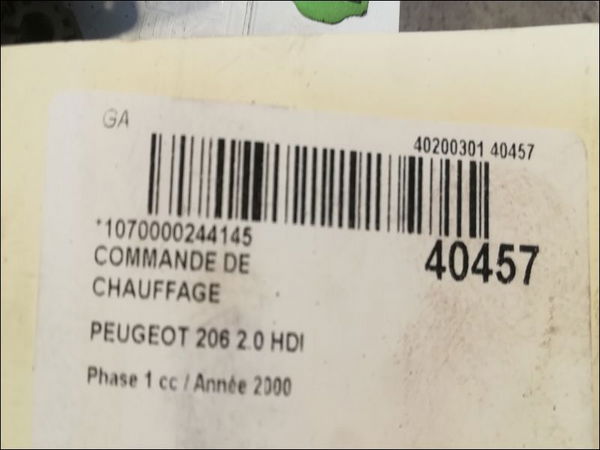 GA
40200301 40457
*1070000244145
40457
COMMANDE DE
CHAUFFAGE
PEUGEOT 206 2.0 HDI
Phase 1 cc / Année 2000